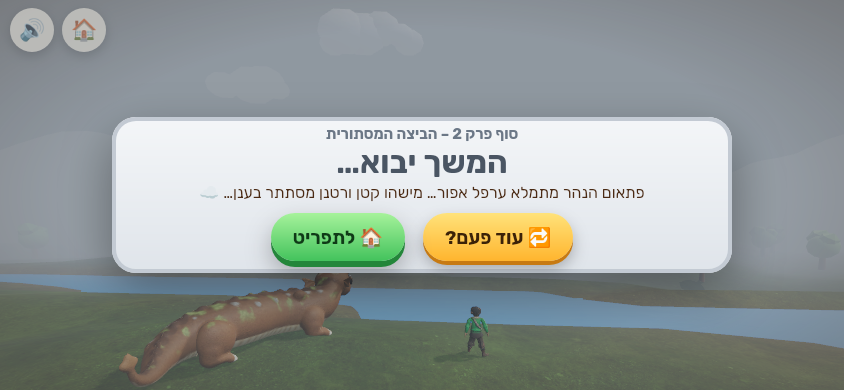 סוף פרק 2 – הביצה המסתורית
המשך יבוא...
פתאום הנהר מתמלא ערפל אפור... מישהו קטן ורטנן מסתתר בענן... ☁️
🔁 עוד פעם?
🏠 לתפריט